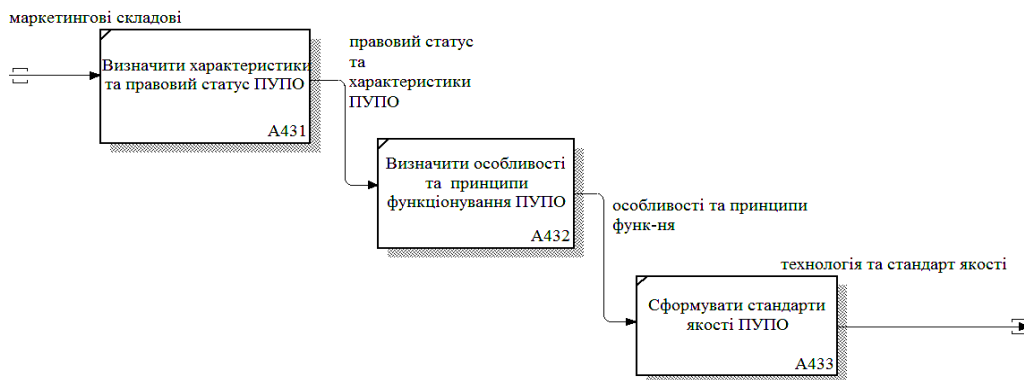 маркетингові складові
Визначити характеристики
та правовий статус ПУПО
А431
правовий статус
та
характеристики
ПУПО
Визначити особливості
та принципи
функціонування ПУПО
А432
особливості та принципи
функ-ня
технологія та стандарт якості
Сформувати стандарти
якості ПУПО
А433